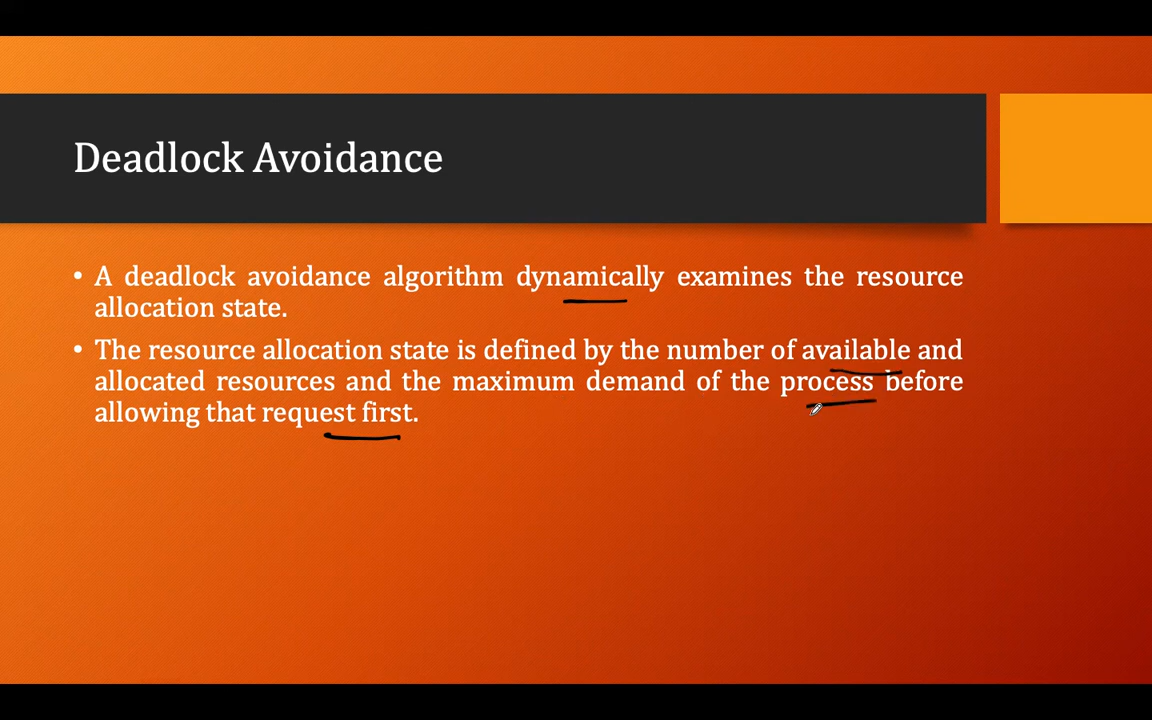 Deadlock Avoidance
• A deadlock avoidance algorithm dynamically examines the resource
allocation state.
• The resource allocation state is defined by the number of available and
allocated resources and the maximum demand of the process before
allowing that request first.